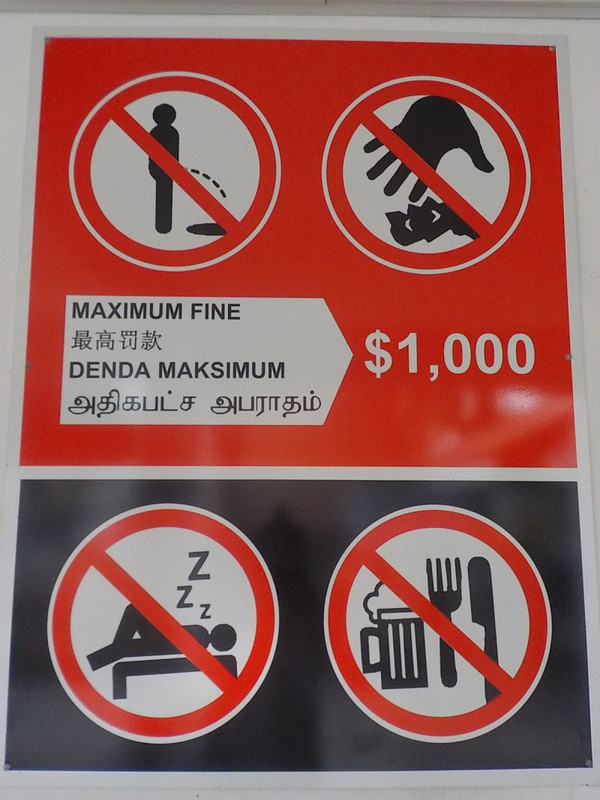 MAXIMUM FINE
最高罚款
DENDA MAKSIMUM
அதிகபட்ச அபராதம்
$1,000
Z
Z
Z